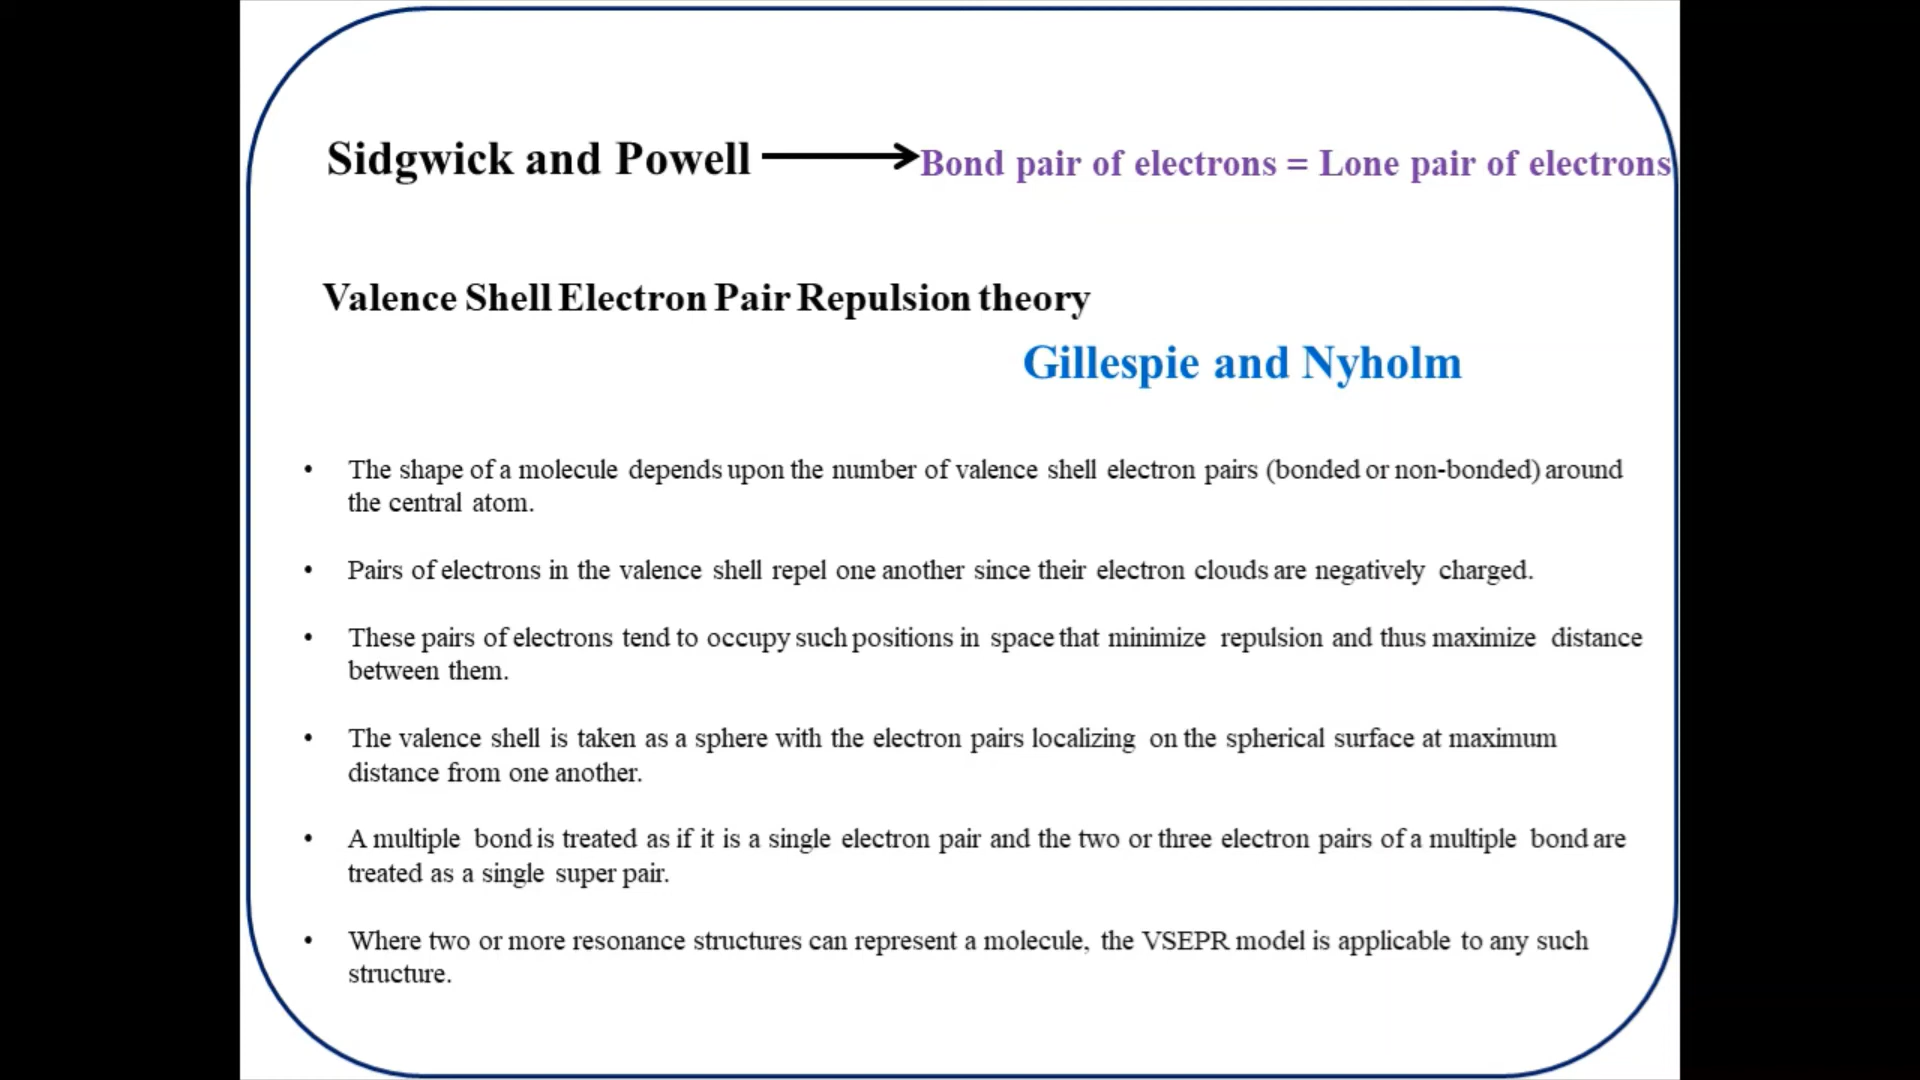 Sidgwick and Powell Bond pair of electrons = Lone pair of electrons
Valence Shell Electron Pair Repulsion theory
Gillespie and Nyholm
• The shape of a molecule depends upon the number of valence shell electron pairs (bonded or non-bonded) around
the central atom.
• Pairs of electrons in the valence shell repel one another since their electron clouds are negatively charged.
• These pairs of electrons tend to occupy such positions in space that minimize repulsion and thus maximize distance
between them.
• The valence shell is taken as a sphere with the electron pairs localizing on the spherical surface at maximum
distance from one another.
• A multiple bond is treated as if it is a single electron pair and the two or three electron pairs of a multiple bond are
treated as a single super pair.
• Where two or more resonance structures can represent a molecule, the VSEPR model is applicable to any such
structure.